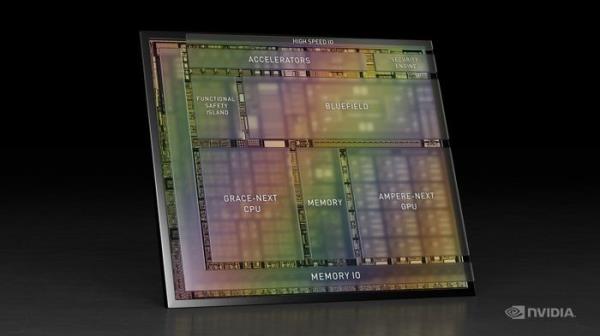 HIGH SPEED IO
ACCELERATORS
SECURITY
ENGINE
FUNCTIONAL
SAFETY
ISLAND
BLUEFIELD
GRACE-NEXT
CPU
MEMORY
AMPERE-NEXT
GPU
MEMORY IO
NVIDIA.